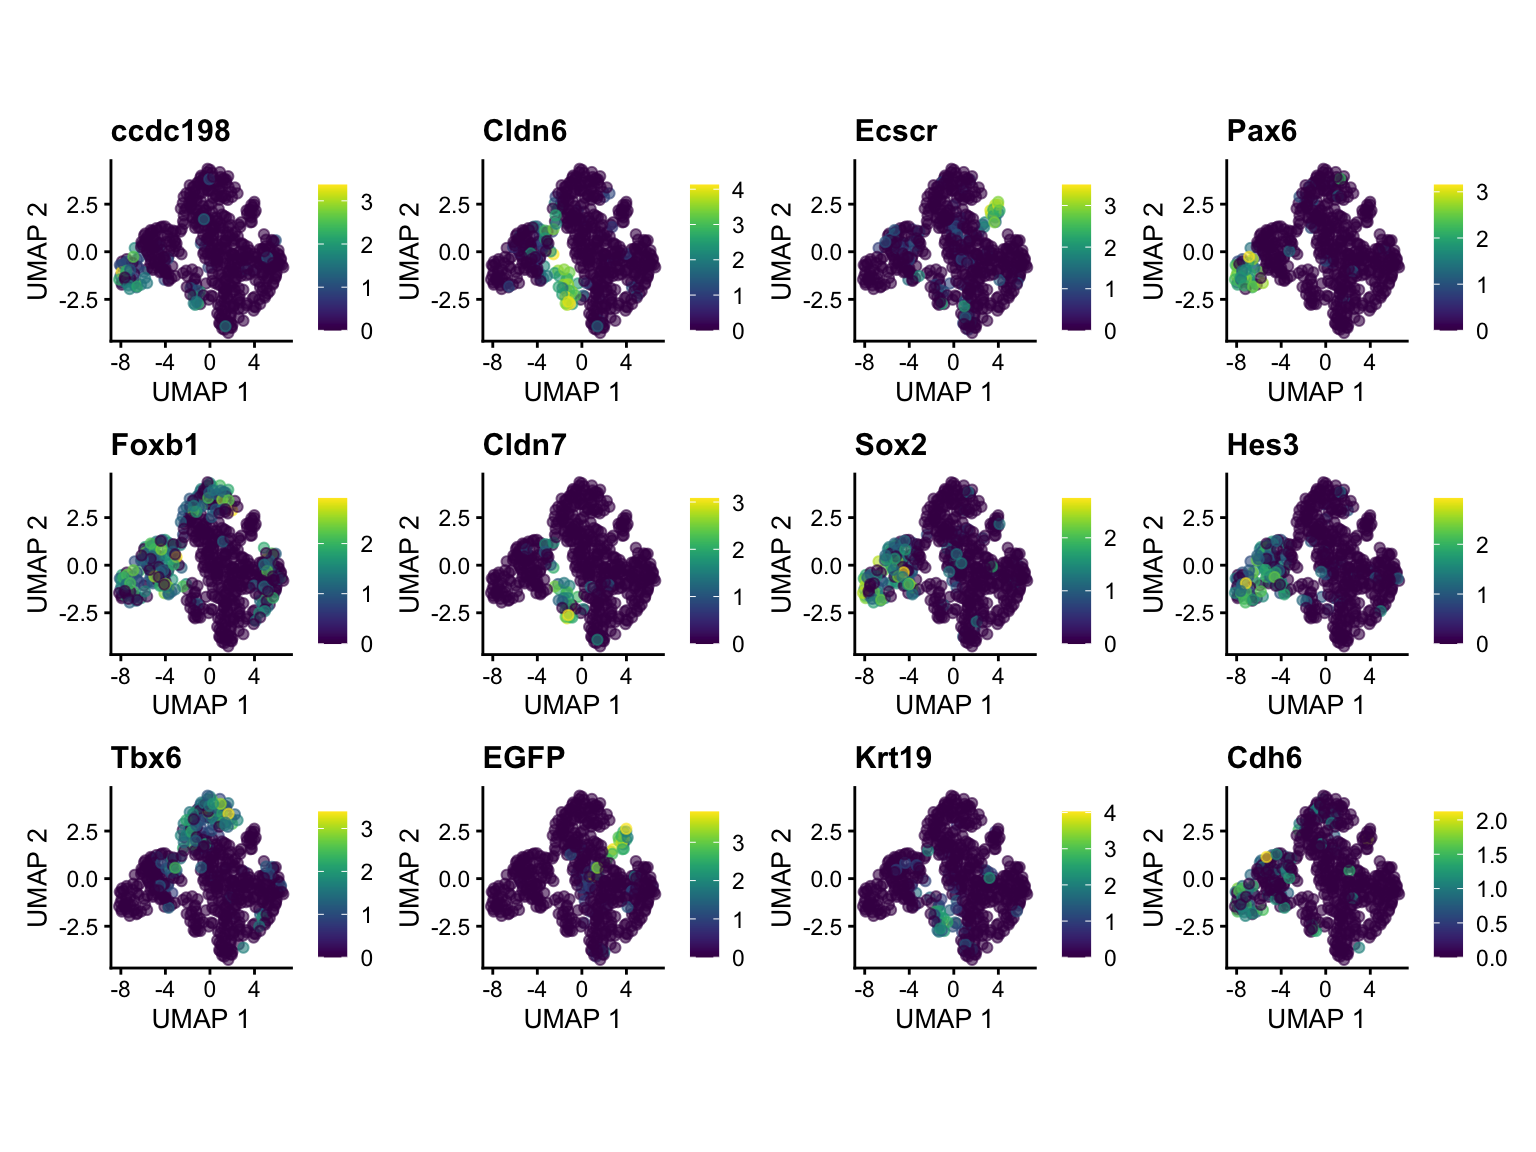 ccdc198 Cldn6 Ecscr Pax6
UMAP 2 2.5 0.0 -2.5 3 2 1 0 UMAP 2 2.5 0.0 -2.5 4 3 2 1 0 UMAP 2 2.5 0.0 -2.5 3 2 1 0 UMAP 2 2.5 0.0 -2.5 3 2 1 0
-8 -4 0 4 -8 -4 0 4 -8 -4 0 4 -8 -4 0 4
UMAP 1 UMAP 1 UMAP 1 UMAP 1
Foxb1 Cldn7 Sox2 Hes3
UMAP 2 2.5 0.0 -2.5 2 1 0 UMAP 2 2.5 0.0 -2.5 3 2 1 0 UMAP 2 2.5 0.0 -2.5 2 1 0 UMAP 2 2.5 0.0 -2.5 2 1 0
-8 -4 0 4 -8 -4 0 4 -8 -4 0 4 -8 -4 0 4
UMAP 1 UMAP 1 UMAP 1 UMAP 1
Tbx6 EGFP Krt19 Cdh6
UMAP 2 2.5 0.0 -2.5 3 2 1 0 UMAP 2 2.5 0.0 -2.5 3 2 1 0 UMAP 2 2.5 0.0 -2.5 4 3 2 1 0 UMAP 2 2.5 0.0 -2.5 2.0 1.5 1.0 0.5 0.0
-8 -4 0 4 -8 -4 0 4 -8 -4 0 4 -8 -4 0 4
UMAP 1 UMAP 1 UMAP 1 UMAP 1